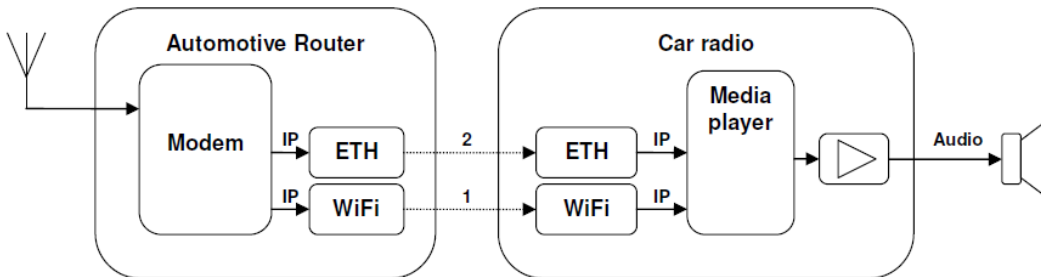 Automotive Router
Car radio
Modem
IP
ETH
2
ETH
IP
Media
player
Audio
IP
WiFi
1
WiFi
IP